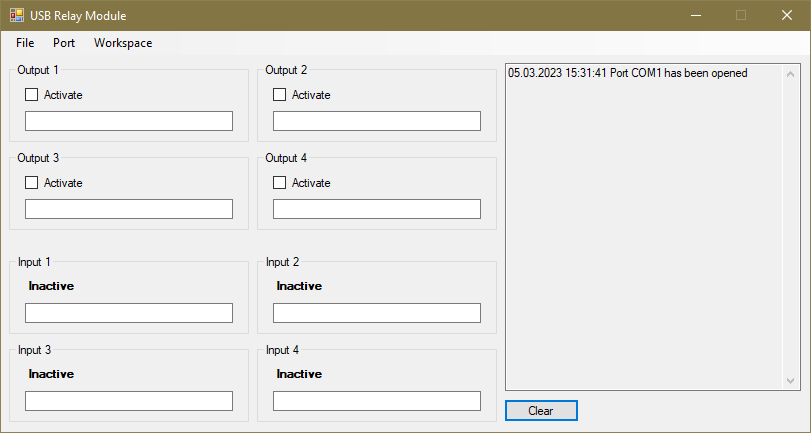 USB Relay Module
File Port Workspace
Output 1
Activate
Output 2
Activate
Output 3
Activate
Output 4
Activate
Input 1
Inactive
Input 2
Inactive
Input 3
Inactive
Input 4
Inactive
05.03.2023 15:31:41 Port COM1 has been opened
Clear